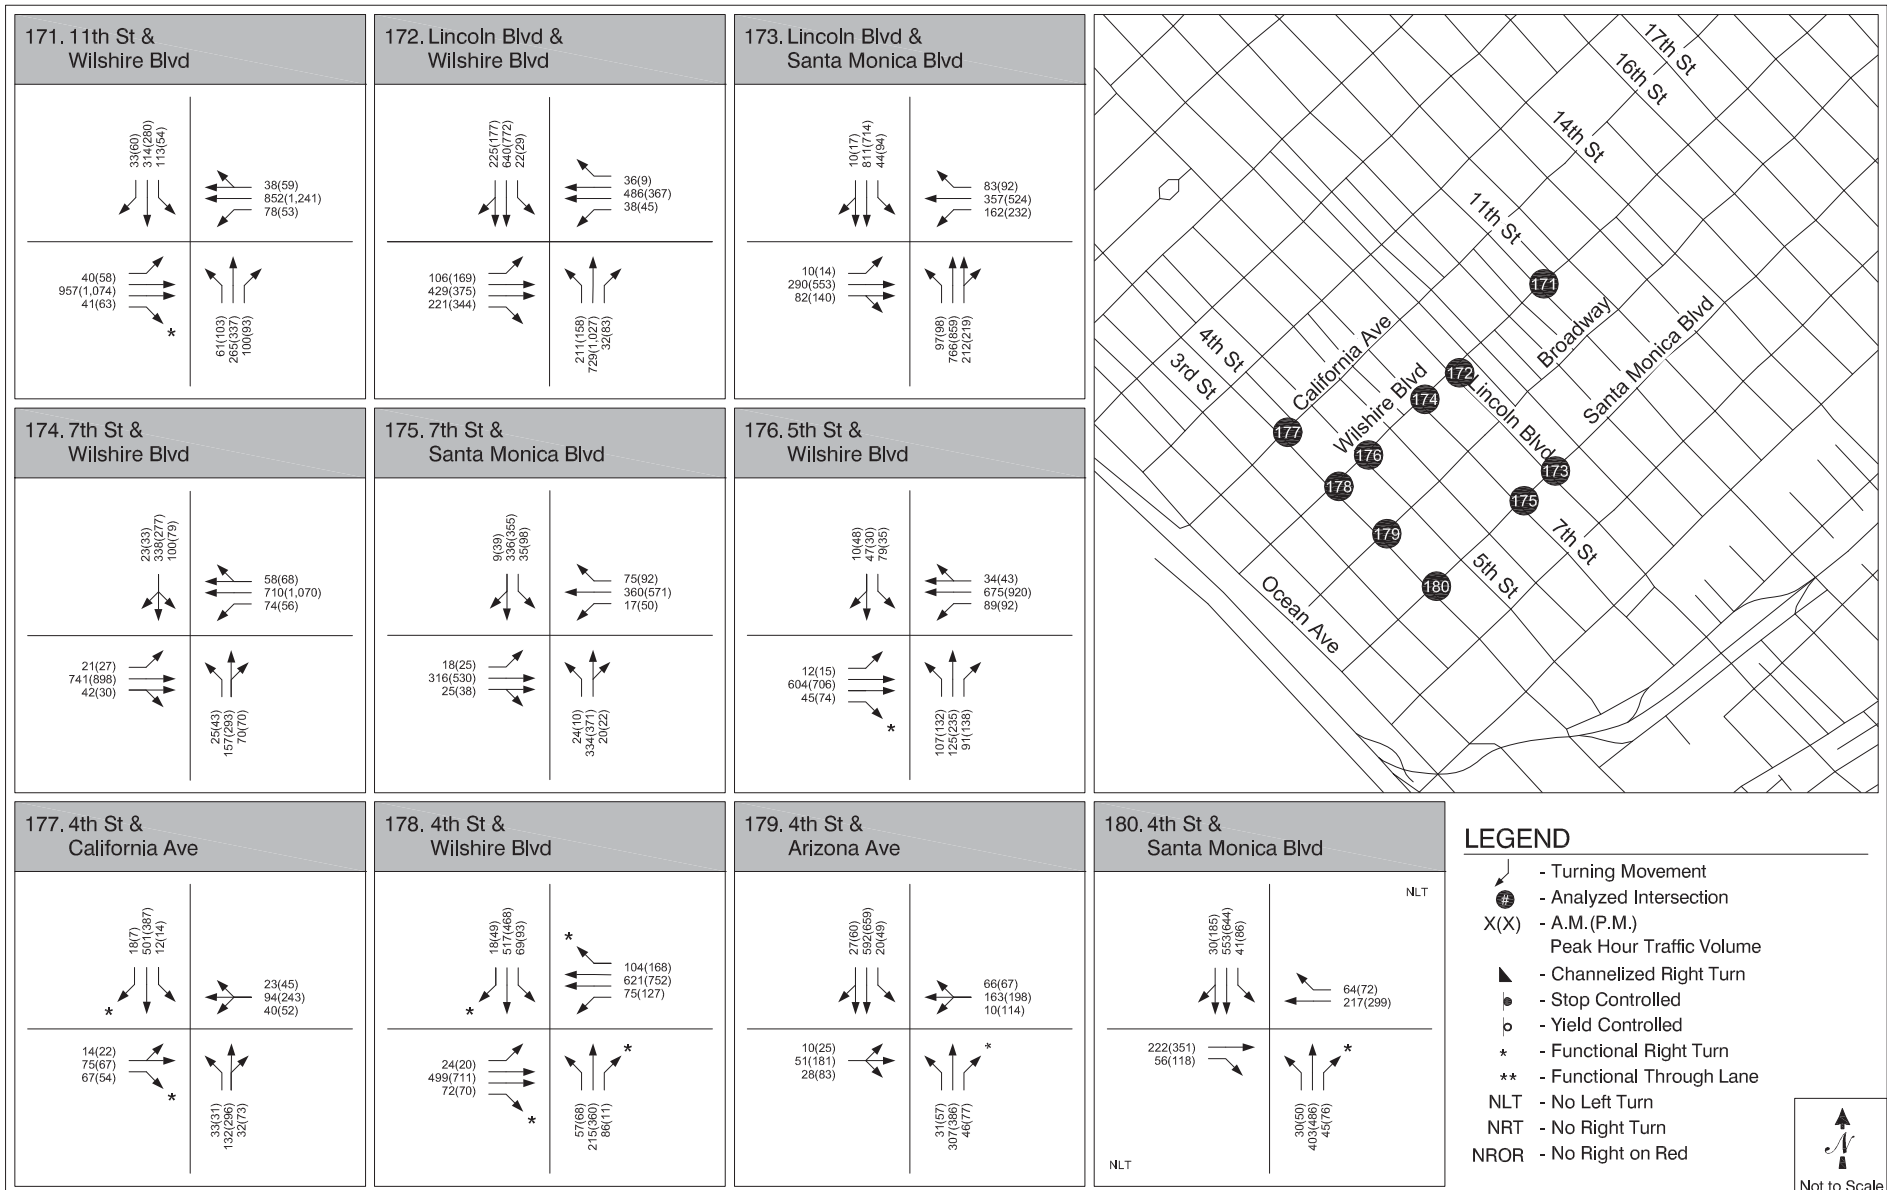 171. 11th St &
Wilshire Blvd
33(60)
314(280)
113(54)
38(59)
852(1,241)
78(53)
40(58)
957(1,074)
41(63)
*
61(103)
265(337)
100(93)
172. Lincoln Blvd &
Wilshire Blvd
225(177)
640(772)
22(29)
36(9)
486(367)
38(45)
106(169)
429(375)
221(344)
211(158)
729(1,027)
32(83)
173. Lincoln Blvd &
Santa Monica Blvd
10(17)
811(714)
44(94)
83(92)
357(524)
162(232)
10(14)
290(553)
82(140)
97(98)
766(859)
212(219)
17th St
16th St
14th St
11th St
171
Broadway
Santa Monica Blvd
California Ave
4th St
3rd St
172
Wilshire Blvd
174
Lincoln Blvd
177
176
173
178
175
179
7th St
5th St
180
Ocean Ave
174. 7th St &
Wilshire Blvd
23(33)
338(277)
100(79)
58(68)
710(1,070)
74(56)
21(27)
741(898)
42(30)
25(43)
157(293)
70(70)
175. 7th St &
Santa Monica Blvd
9(39)
336(355)
35(98)
75(92)
360(571)
17(50)
18(25)
316(530)
25(38)
24(10)
334(371)
20(22)
176. 5th St &
Wilshire Blvd
10(48)
47(30)
79(35)
34(43)
675(920)
89(92)
12(15)
604(706)
45(74)
*
107(132)
125(235)
91(138)
177. 4th St &
California Ave
18(7)
501(387)
12(14)
*
23(45)
94(243)
40(52)
14(22)
75(67)
67(54)
*
33(31)
132(296)
32(73)
178. 4th St &
Wilshire Blvd
18(49)
517(468)
69(93)
*
*
104(168)
621(752)
75(127)
24(20)
499(711)
72(70)
*
*
57(68)
215(360)
86(11)
179. 4th St &
Arizona Ave
27(60)
592(659)
20(49)
66(67)
163(198)
10(114)
10(25)
51(181)
28(83)
*
31(57)
307(386)
46(77)
180. 4th St &
Santa Monica Blvd
NLT
30(185)
553(644)
41(86)
64(72)
217(299)
222(351)
56(118)
*
30(50)
403(486)
45(76)
NLT
LEGEND
- Turning Movement
# - Analyzed Intersection
X(X) - A.M.(P.M.)
Peak Hour Traffic Volume
- Channelized Right Turn
- Stop Controlled
- Yield Controlled
* - Functional Right Turn
** - Functional Through Lane
NLT - No Left Turn
NRT - No Right Turn
NROR - No Right on Red
N
Not to Scale